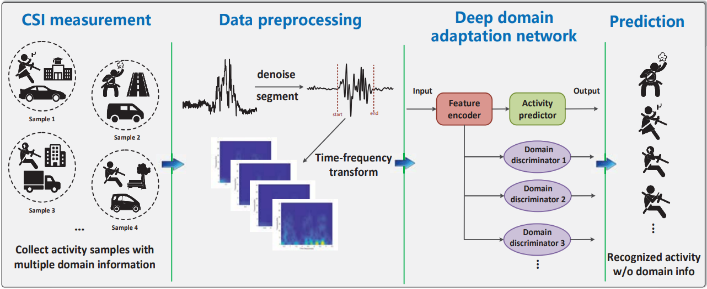 CSI measurement
Sample 1
Sample 2
Sample 3
Sample 4
...
Collect activity samples with
multiple domain information
Data preprocessing
denoise
segment
start
end
Time-frequency
transform
Deep domain
adaptation network
Input
Feature
encoder
Activity
predictor
Output
Domain
discriminator 1
Domain
discriminator 2
Domain
discriminator 3
Prediction
Recognized activity
w/o domain info